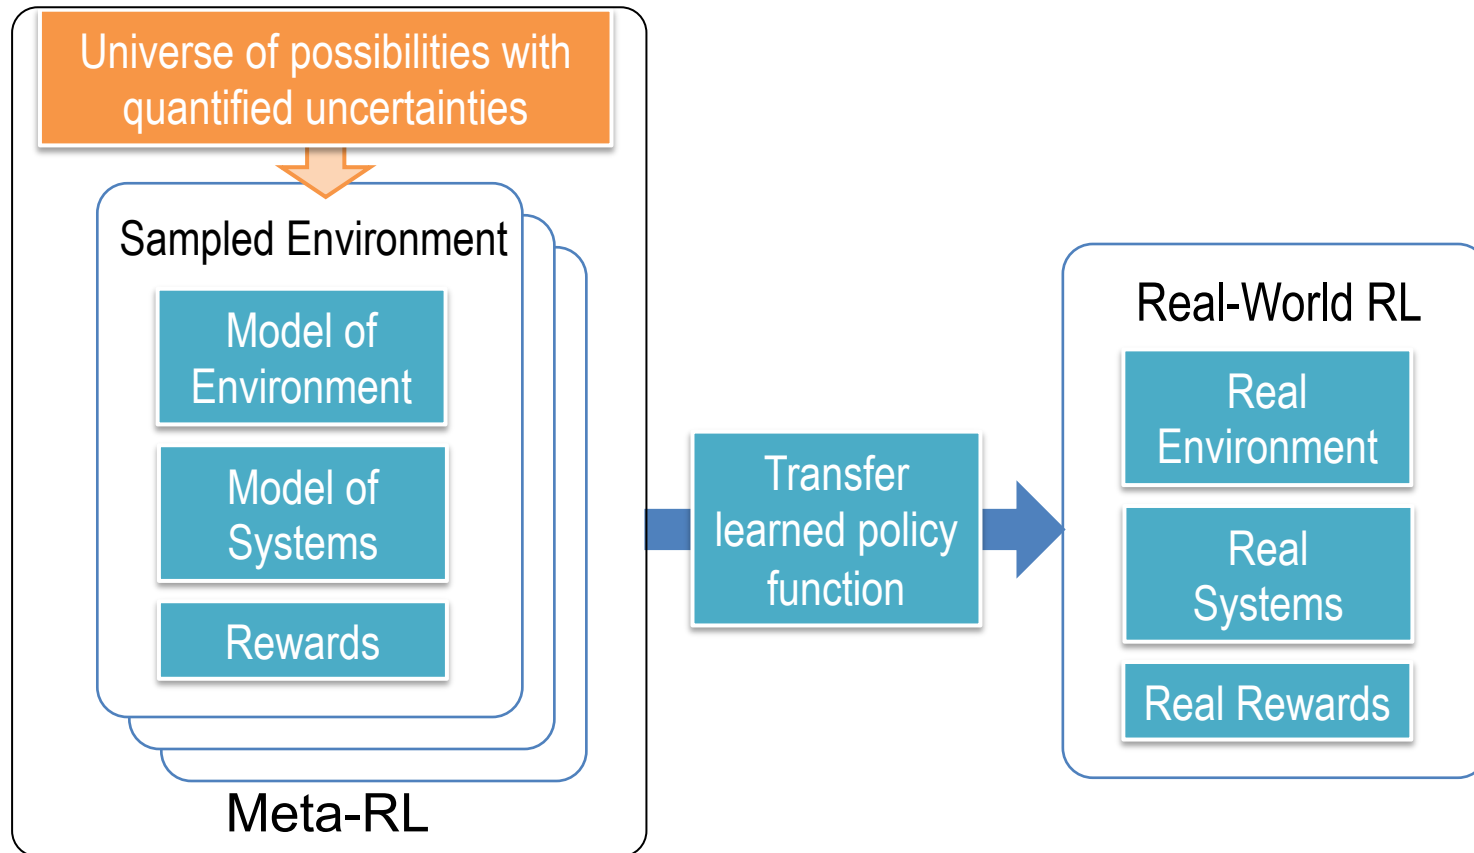 Universe of possibilities with
quantified uncertainties
Sampled Environment
Model of
Environment
Model of
Systems
Rewards
Meta-RL
Transfer
learned policy
function
Real-World RL
Real
Environment
Real
Systems
Real Rewards